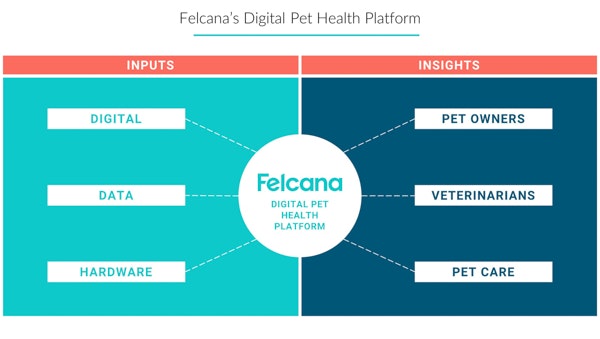 Felcana's Digital Pet Health Platform
INPUTS
INSIGHTS
DIGITAL
DATA
HARDWARE
Felcana
DIGITAL PET
HEALTH
PLATFORM
PET OWNERS
VETERINARIANS
PET CARE